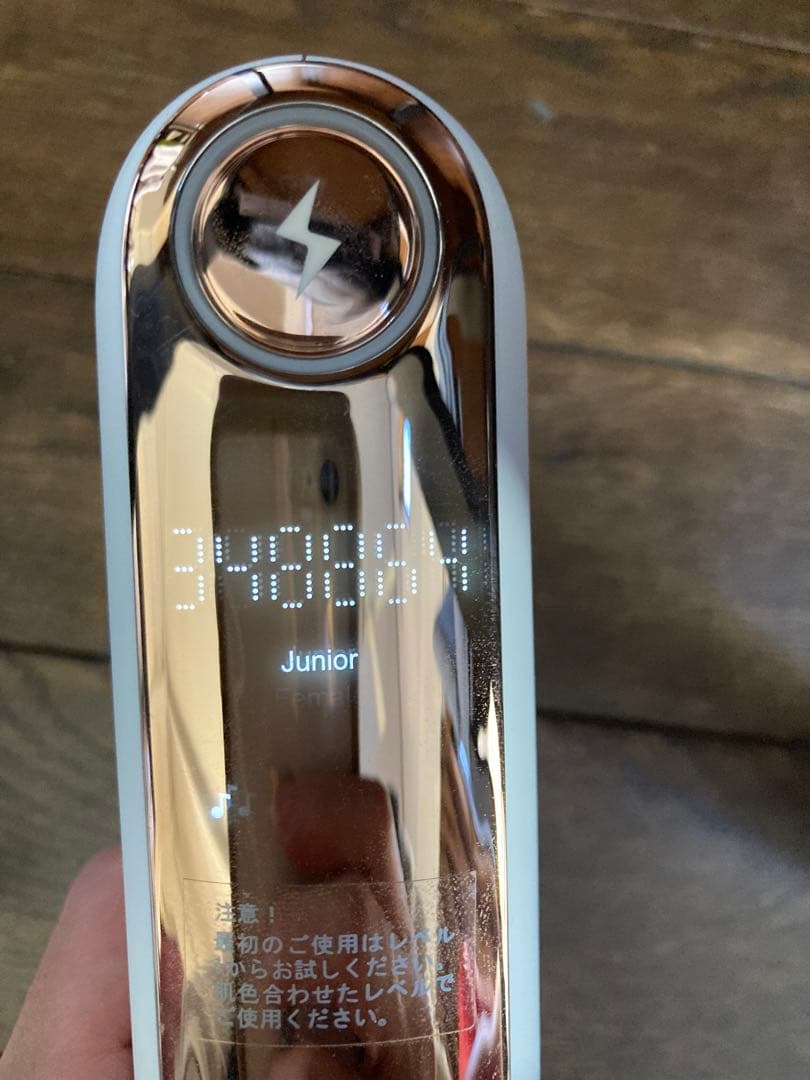 348864
Junior
注意！
最初のご使用はレベル
1からお試しください。
肌色合わせたレベルで
ご使用ください。